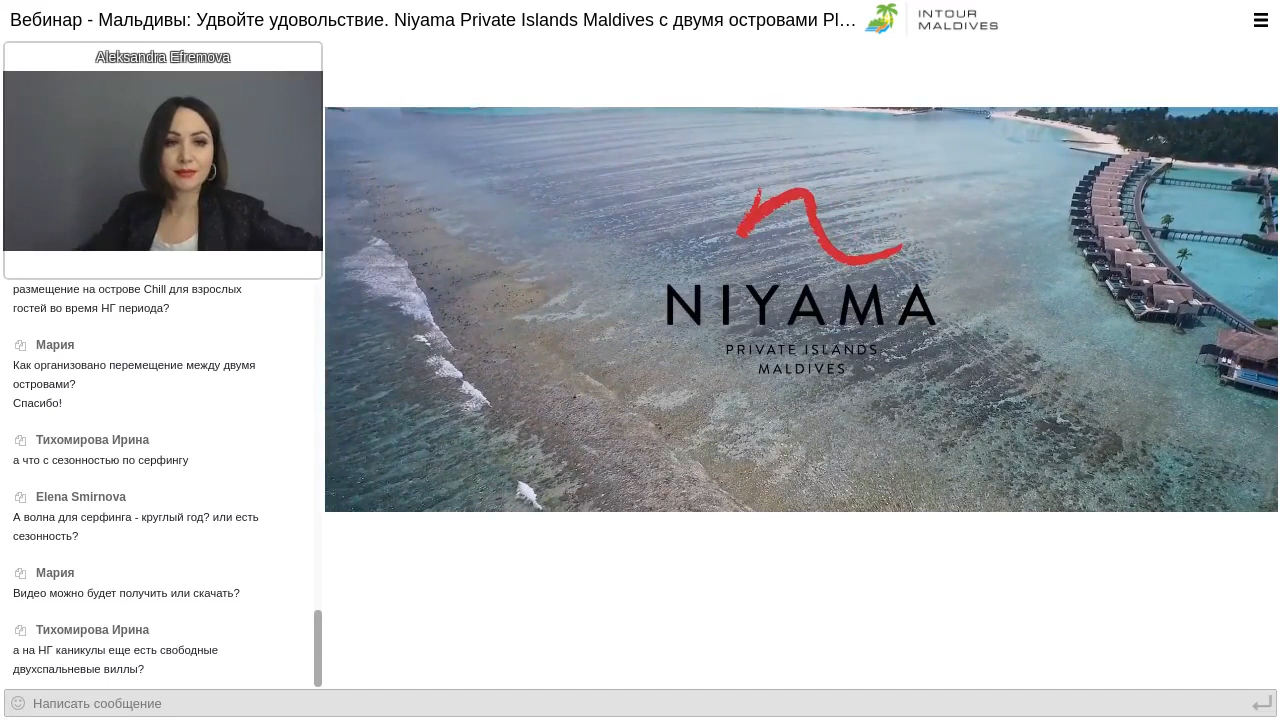 Вебинар - Мальдивы: Удвойте удовольствие. Niyama Private Islands Maldives с двумя островами Pl…
INTOUR
MALDIVES
Aleksandra Efremova
размещение на острове Chill для взрослых
гостей во время НГ периода?
Мария
Как организовано перемещение между двумя
островами?
Спасибо!
Тихомирова Ирина
а что с сезонностью по серфингу
Elena Smirnova
А волна для серфинга - круглый год? или есть
сезонность?
Мария
Видео можно будет получить или скачать?
Тихомирова Ирина
а на НГ каникулы еще есть свободные
двухспальневые виллы?
Написать сообщение
NIYAMA
PRIVATE ISLANDS
MALDIVES